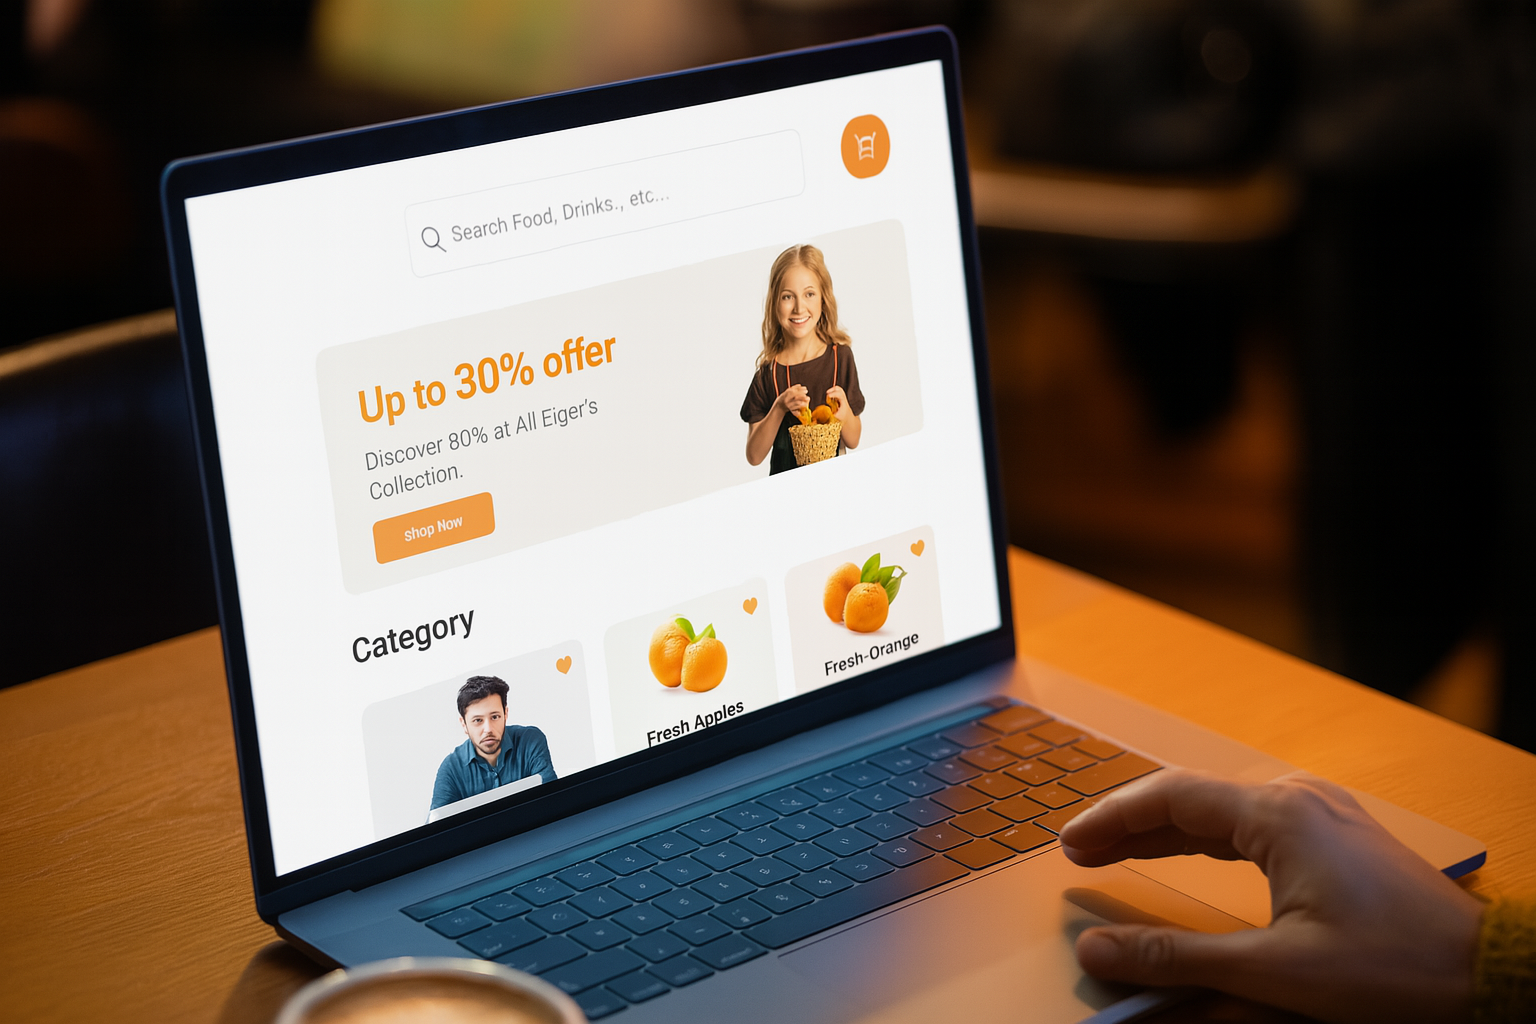 Search Food, Drinks., etc...
Up to 30% offer
Discover 80% at All Eiger's
Collection.
Shop Now
Category
Fresh Apples
Fresh-Orange